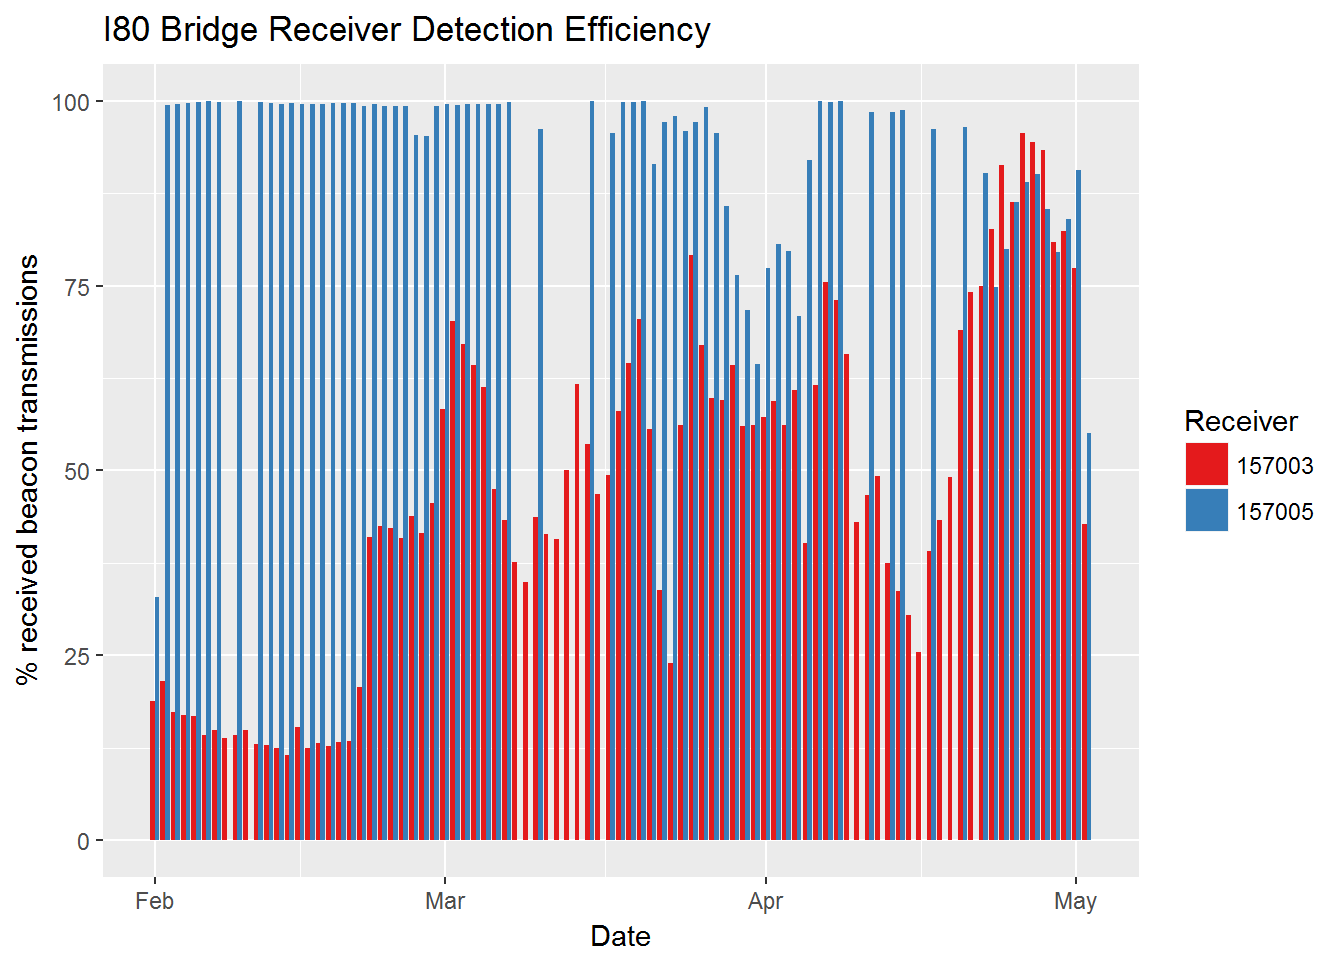 I80 Bridge Receiver Detection Efficiency
% received beacon transmissions
100
75
50
25
0
Feb Mar Apr May
Date
Receiver
157003
157005